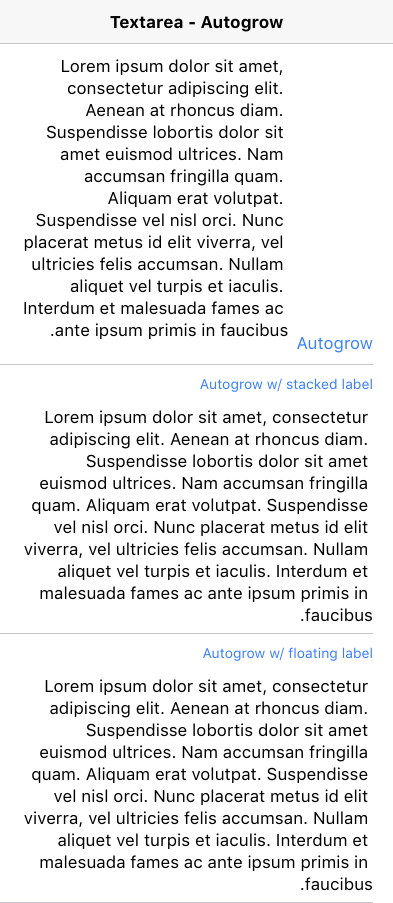 Textarea - Autogrow
Lorem ipsum dolor sit amet,
consectetur adipiscing elit.
Aenean at rhoncus diam.
Suspendisse lobortis dolor sit
amet euismod ultrices. Nam
accumsan fringilla quam.
Aliquam erat volutpat.
Suspendisse vel nisl orci. Nunc
placerat metus id elit viverra, vel
ultricies felis accumsan. Nullam
aliquet vel turpis et iaculis.
Interdum et malesuada fames ac
.ante ipsum primis in faucibus
Autogrow
Autogrow w/ stacked label
Lorem ipsum dolor sit amet, consectetur
adipiscing elit. Aenean at rhoncus diam.
Suspendisse lobortis dolor sit amet
euismod ultrices. Nam accumsan fringilla
quam. Aliquam erat volutpat. Suspendisse
vel nisl orci. Nunc placerat metus id elit
viverra, vel ultricies felis accumsan. Nullam
aliquet vel turpis et iaculis. Interdum et
malesuada fames ac ante ipsum primis in
.faucibus
Autogrow w/ floating label
Lorem ipsum dolor sit amet, consectetur
adipiscing elit. Aenean at rhoncus diam.
Suspendisse lobortis dolor sit amet
euismod ultrices. Nam accumsan fringilla
quam. Aliquam erat volutpat. Suspendisse
vel nisl orci. Nunc placerat metus id elit
viverra, vel ultricies felis accumsan. Nullam
aliquet vel turpis et iaculis. Interdum et
malesuada fames ac ante ipsum primis in
.faucibus